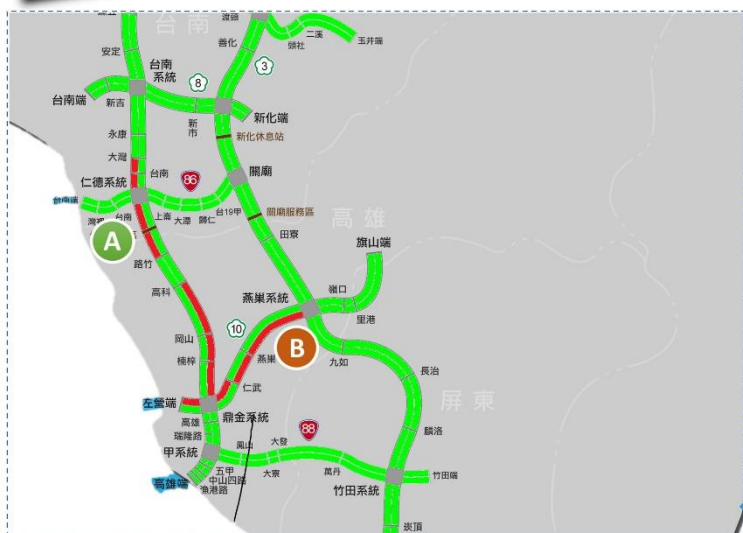 渡頭
台南
善化
頭社
二溪
玉井端
安定
3
台南
系統
8
台南端
新吉
新市
新化端
永康
新化休息站
大灣
台南
86
關廟
仁德系統
台南端
台南
上崙
大潭
歸仁
台19甲
關廟服務區
高雄
A
田寮
旗山端
路竹
高科
燕巢系統
嶺口
里港
10
岡山
B
楠梓
燕巢
九如
長治
仁武
屏東
左營端
鼎金系統
高雄
88
瑞隆路
鳳山
大發
麟洛
甲系統
五甲
大寮
萬丹
竹田端
中山四路
高雄端
漁港路
竹田系統
崁頂